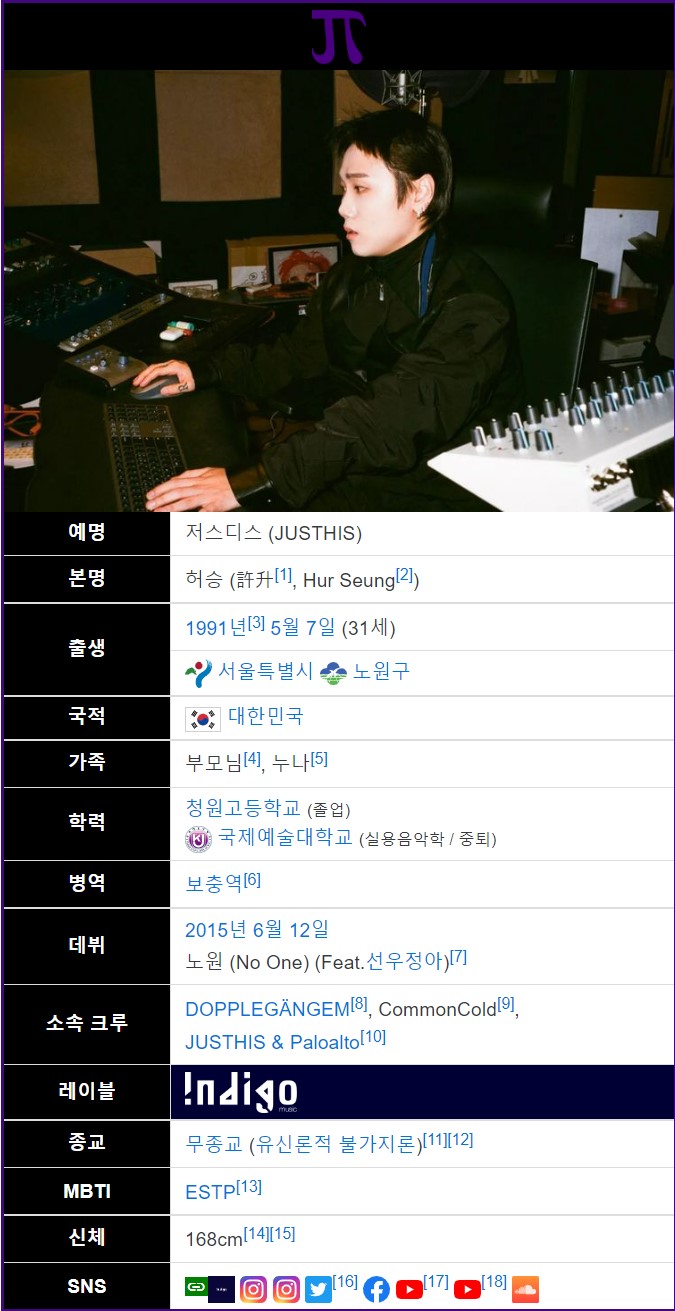 예명
저스디스 (JUSTHIS)
본명
허승 (許升[1], Hur Seung[2])
출생
1991년[3] 5월 7일 (31세)
서울특별시 노원구
국적
대한민국
가족
부모님[4], 누나[5]
학력
청원고등학교 (졸업)
국제예술대학교 (실용음악학 / 중퇴)
병역
보충역[6]
데뷔
2015년 6월 12일
노원 (No One) (Feat.선우정아)[7]
소속 크루
DOPPLEGÄNGEM[8], CommonCold[9],
JUSTHIS & Paloalto[10]
레이블
!ndigo
music
종교
무종교 (유신론적 불가지론)[11][12]
MBTI
ESTP[13]
신체
168cm[14][15]
SNS
[16] [17] [18]